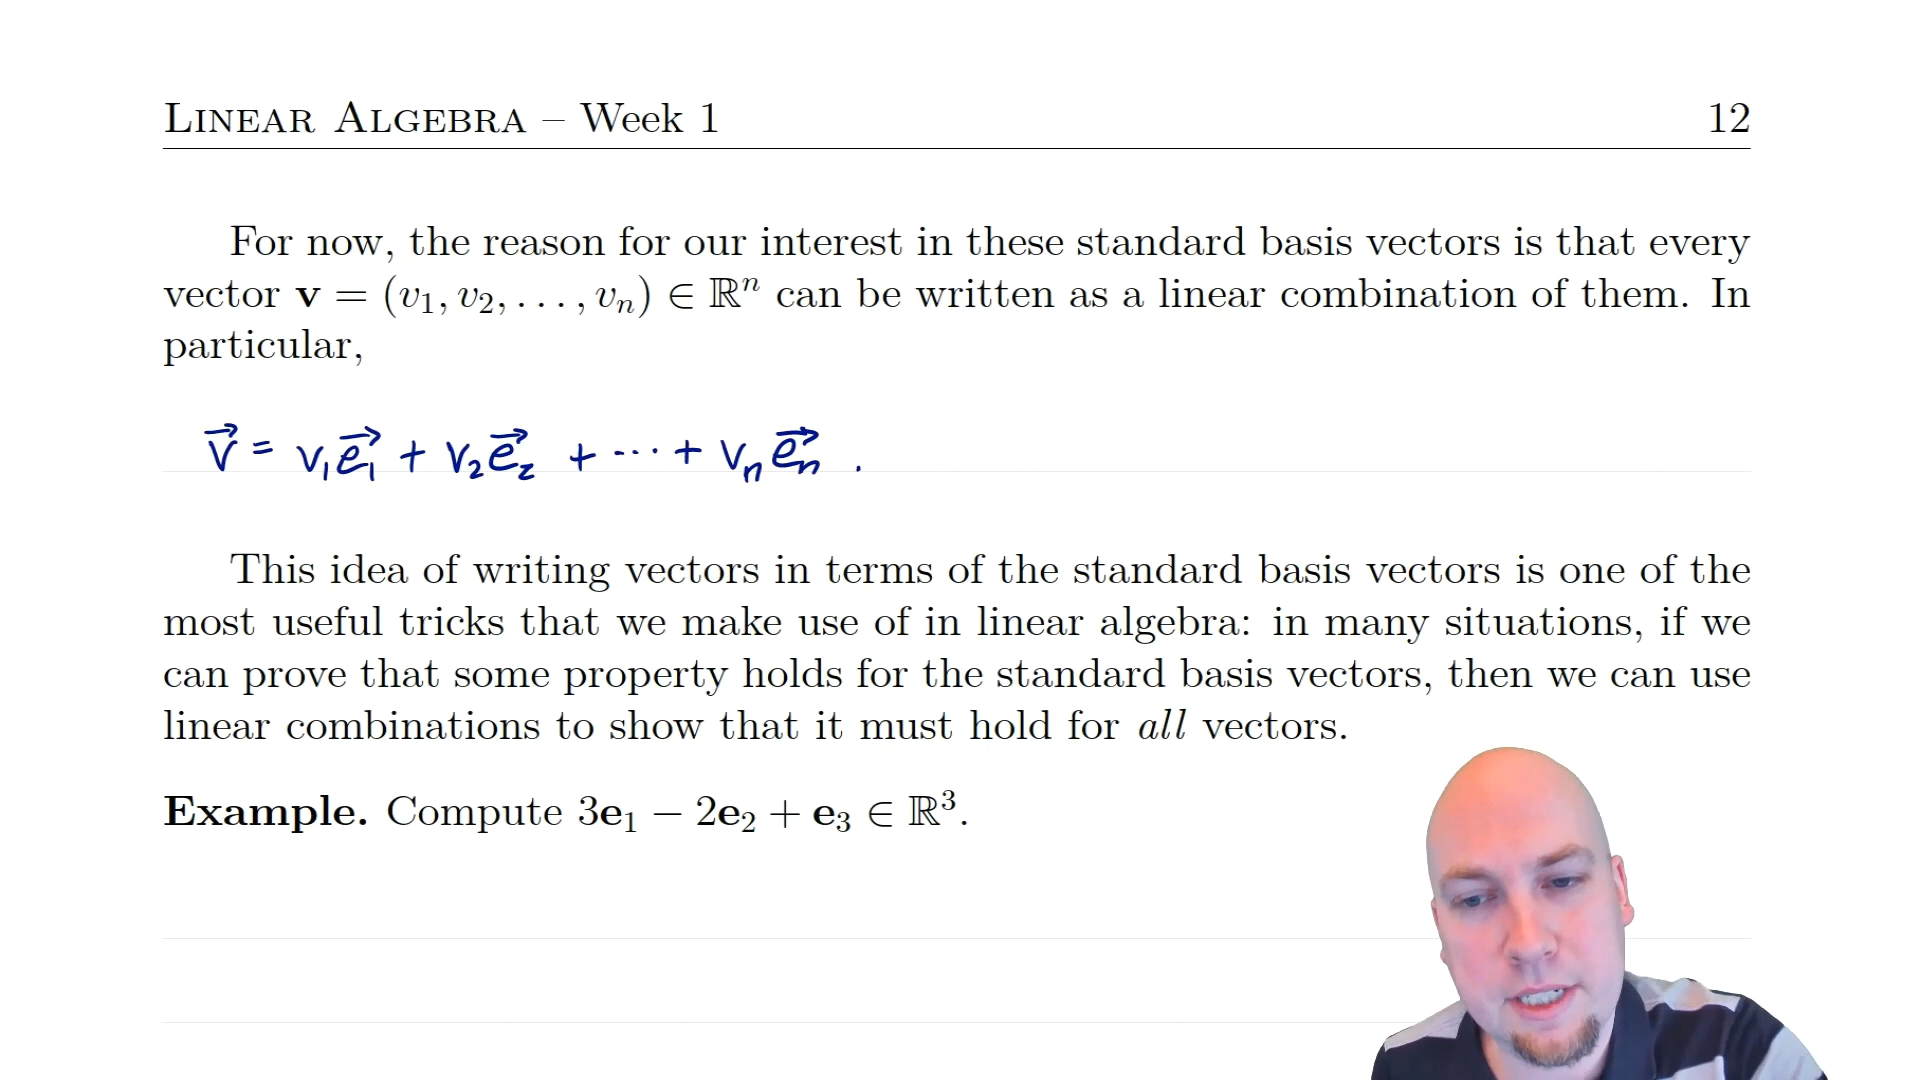 LINEAR ALGEBRA – Week 1 12
For now, the reason for our interest in these standard basis vectors is that every
vector v = (v₁, v₂, . . . , vₙ) ∈ ℝⁿ can be written as a linear combination of them. In
particular,
v⃗ = v₁e⃗₁ + v₂e⃗₂ + ⋯ + vₙe⃗ₙ .
This idea of writing vectors in terms of the standard basis vectors is one of the
most useful tricks that we make use of in linear algebra: in many situations, if we
can prove that some property holds for the standard basis vectors, then we can use
linear combinations to show that it must hold for all vectors.
Example. Compute 3e₁ − 2e₂ + e₃ ∈ ℝ³.